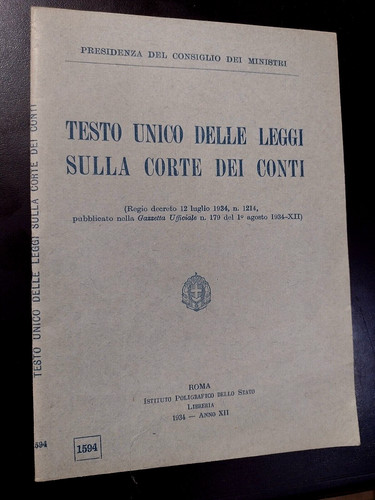 PRESIDENZA DEL CONSIGLIO DEI MINISTRI
TESTO UNICO DELLE LEGGI
SULLA CORTE DEI CONTI
(Regio decreto 12 luglio 1934, n. 1214,
pubblicato nella Gazzetta Ufficiale n. 179 del 1º agosto 1934-XII)
ROMA
ISTITUTO POLIGRAFICO DELLO STATO
LIBRERIA
1934 — ANNO XII
1594
TESTO UNICO DELLE LEGGI SULLA CORTE DEI CONTI
594